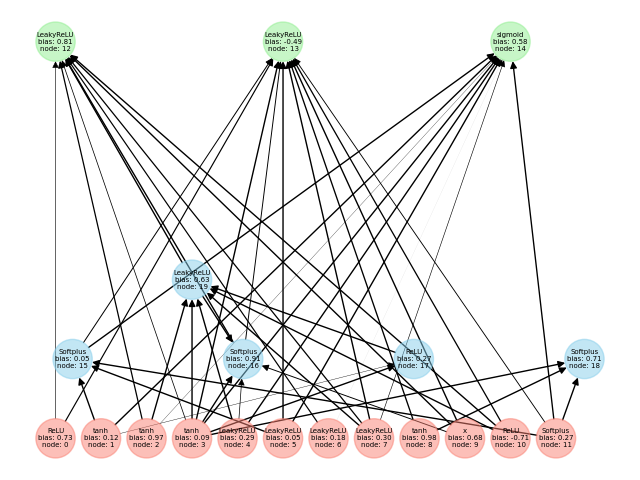 LeakyReLU
bias: 0.81
node: 12
LeakyReLU
bias: -0.49
node: 13
sigmoid
bias: 0.58
node: 14
LeakyReLU
bias: 0.63
node: 19
Softplus
bias: 0.05
node: 15
Softplus
bias: 0.91
node: 16
ReLU
bias: 0.27
node: 17
Softplus
bias: 0.71
node: 18
ReLU
bias: 0.73
node: 0
tanh
bias: 0.12
node: 1
tanh
bias: 0.97
node: 2
tanh
bias: 0.09
node: 3
LeakyReLU
bias: 0.29
node: 4
LeakyReLU
bias: 0.05
node: 5
LeakyReLU
bias: 0.18
node: 6
LeakyReLU
bias: 0.30
node: 7
tanh
bias: 0.98
node: 8
x
bias: 0.68
node: 9
ReLU
bias: -0.71
node: 10
Softplus
bias: 0.27
node: 11